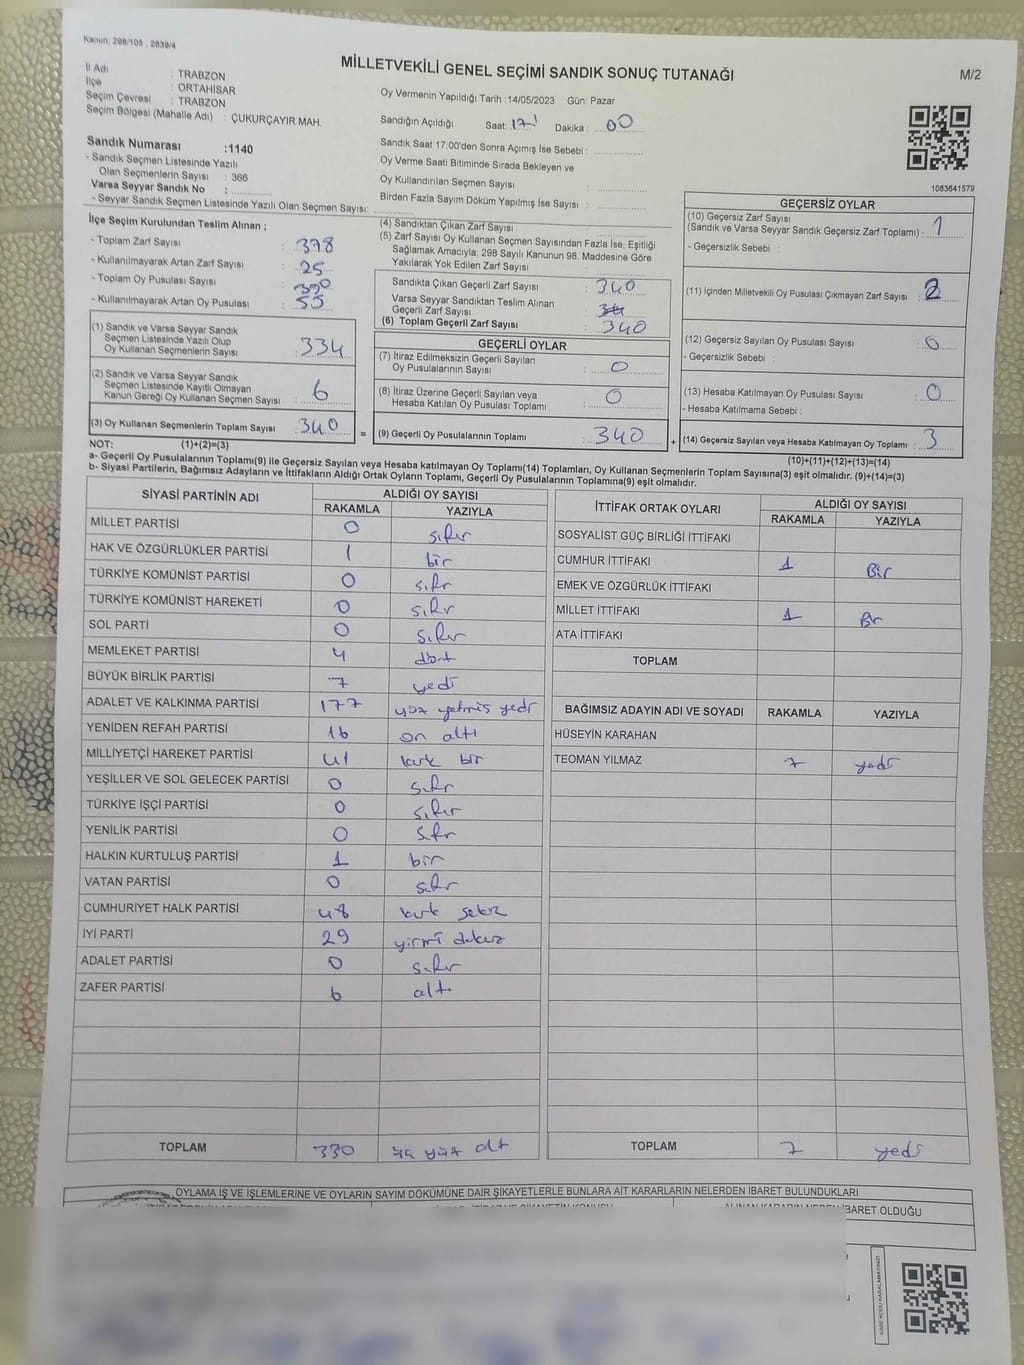 Kanun: 298/105 , 2839/4
MİLLETVEKİLİ GENEL SEÇİMİ SANDIK SONUÇ TUTANAĞI
M/2
İl Adı : TRABZON
İlçe : ORTAHİSAR
Seçim Çevresi : TRABZON
Seçim Bölgesi (Mahalle Adı) : ÇUKURÇAYIR MAH.
Oy Vermenin Yapıldığı Tarih :14/05/2023 Gün: Pazar
Sandığın Açıldığı Saat: 17 Dakika : 00
Sandık Saat 17:00'den Sonra Açımış İse Sebebi :
Oy Verme Saati Bitiminde Sırada Bekleyen ve
Oy Kullandırılan Seçmen Sayısı :
Birden Fazla Sayım Döküm Yapılmış İse Sayısı :
1083641579
Sandık Numarası :1140
- Sandık Seçmen Listesinde Yazılı
Olan Seçmenlerin Sayısı : 366
Varsa Seyyar Sandık No :
- Seyyar Sandık Seçmen Listesinde Yazılı Olan Seçmen Sayısı:
İlçe Seçim Kurulundan Teslim Alınan ;
- Toplam Zarf Sayısı : 378
- Kullanılmayarak Artan Zarf Sayısı : 25
- Toplam Oy Pusulası Sayısı : 390
- Kullanılmayarak Artan Oy Pusulası : 55
(1) Sandık ve Varsa Seyyar Sandık
Seçmen Listesinde Yazılı Olup
Oy Kullanan Seçmenlerin Sayısı : 334
(2) Sandık ve Varsa Seyyar Sandık
Seçmen Listesinde Kayıtlı Olmayan
Kanun Gereği Oy Kullanan Seçmen Sayısı : 6
(3) Oy Kullanan Seçmenlerin Toplam Sayısı : 340
(4) Sandıktan Çıkan Zarf Sayısı :
(5) Zarf Sayısı Oy Kullanan Seçmen Sayısından Fazla İse, Eşitliği
Sağlamak Amacıyla; 298 Sayılı Kanunun 98. Maddesine Göre
Yakılarak Yok Edilen Zarf Sayısı :
Sandıkta Çıkan Geçerli Zarf Sayısı : 340
Varsa Seyyar Sandıktan Teslim Alınan
Geçerli Zarf Sayısı :
(6) Toplam Geçerli Zarf Sayısı : 340
GEÇERLİ OYLAR
(7) İtiraz Edilmeksizin Geçerli Sayılan
Oy Pusulalarının Sayısı : 0
(8) İtiraz Üzerine Geçerli Sayılan veya
Hesaba Katılan Oy Pusulası Toplamı : 0
= (9) Geçerli Oy Pusulalarının Toplamı : 340 +
GEÇERSİZ OYLAR
(10) Geçersiz Zarf Sayısı
(Sandık ve Varsa Seyyar Sandık Geçersiz Zarf Toplamı) : 1
- Geçersizlik Sebebi :
(11) İçinden Milletvekili Oy Pusulası Çıkmayan Zarf Sayısı : 2
(12) Geçersiz Sayılan Oy Pusulası Sayısı : 0
- Geçersizlik Sebebi :
(13) Hesaba Katılmayan Oy Pusulası Sayısı : 0
- Hesaba Katılmama Sebebi :
(14) Geçersiz Sayılan veya Hesaba Katılmayan Oy Toplamı : 3
NOT: (1)+(2)=(3)
(10)+(11)+(12)+(13)=(14)
a- Geçerli Oy Pusulalarının Toplamı(9) ile Geçersiz Sayılan veya Hesaba katılmayan Oy Toplamı(14) Toplamları, Oy Kullanan Seçmenlerin Toplam Sayısına(3) eşit olmalıdır. (9)+(14)=(3)
b- Siyasi Partilerin, Bağımsız Adayların ve İttifakların Aldığı Ortak Oyların Toplamı, Geçerli Oy Pusulalarının Toplamına(9) eşit olmalıdır.
SİYASİ PARTİNİN ADI ALDIĞI OY SAYISI
RAKAMLA YAZIYLA
MİLLET PARTİSİ 0 sıfır
HAK VE ÖZGÜRLÜKLER PARTİSİ 1 bir
TÜRKİYE KOMÜNİST PARTİSİ 0 sıfır
TÜRKİYE KOMÜNİST HAREKETİ 0 sıfır
SOL PARTİ 0 sıfır
MEMLEKET PARTİSİ 4 dört
BÜYÜK BİRLİK PARTİSİ 7 yedi
ADALET VE KALKINMA PARTİSİ 177 yüz yetmiş yedi
YENİDEN REFAH PARTİSİ 16 on altı
MİLLİYETÇİ HAREKET PARTİSİ 41 kırk bir
YEŞİLLER VE SOL GELECEK PARTİSİ 0 sıfır
TÜRKİYE İŞÇİ PARTİSİ 0 sıfır
YENİLİK PARTİSİ 0 sıfır
HALKIN KURTULUŞ PARTİSİ 1 bir
VATAN PARTİSİ 0 sıfır
CUMHURİYET HALK PARTİSİ 48 kırk sekiz
İYİ PARTİ 29 yirmi dokuz
ADALET PARTİSİ 0 sıfır
ZAFER PARTİSİ 6 altı
TOPLAM 330
İTTİFAK ORTAK OYLARI ALDIĞI OY SAYISI
RAKAMLA YAZIYLA
SOSYALİST GÜÇ BİRLİĞİ İTTİFAKI
CUMHUR İTTİFAKI 1 Bir
EMEK VE ÖZGÜRLÜK İTTİFAKI
MİLLET İTTİFAKI 1 Bir
ATA İTTİFAKI
TOPLAM
BAĞIMSIZ ADAYIN ADI VE SOYADI RAKAMLA YAZIYLA
HÜSEYİN KARAHAN
TEOMAN YILMAZ 7 yedi
TOPLAM 7 yedi
OYLAMA İŞ VE İŞLEMLERİNE VE OYLARIN SAYIM DÖKÜMÜNE DAİR ŞİKAYETLERLE BUNLARA AİT KARARLARIN NELERDEN İBARET BULUNDUKLARI
İBARET OLDUĞU